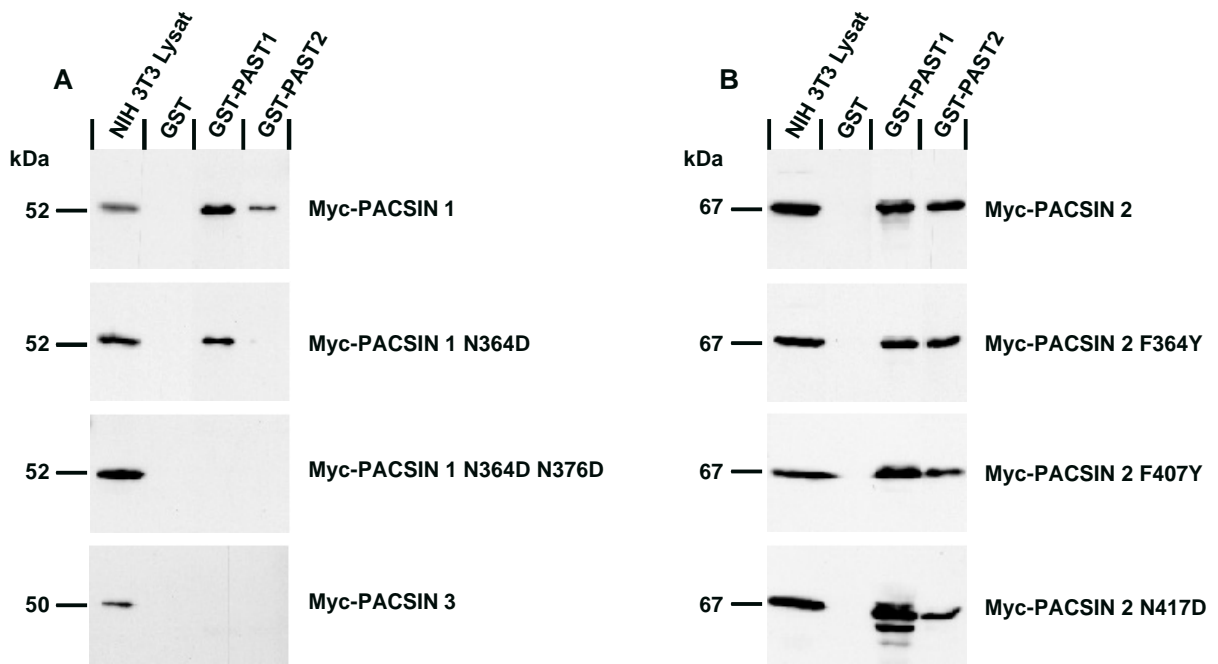 A
NIH 3T3 Lysat
GST
GST-PAST1
GST-PAST2
kDa
52
Myc-PACSIN 1
52
Myc-PACSIN 1 N364D
52
Myc-PACSIN 1 N364D N376D
50
Myc-PACSIN 3
B
NIH 3T3 Lysat
GST
GST-PAST1
GST-PAST2
kDa
67
Myc-PACSIN 2
67
Myc-PACSIN 2 F364Y
67
Myc-PACSIN 2 F407Y
67
Myc-PACSIN 2 N417D